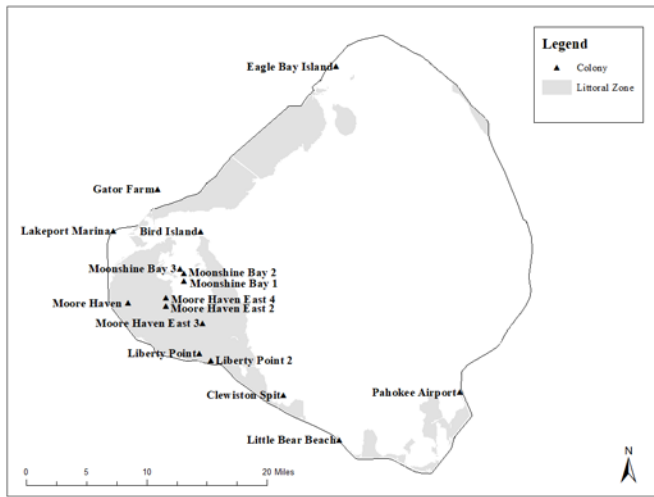 Legend
Eagle Bay Island
Colony
Littoral Zone
Gator Farm
Lakeport Marina
Bird Island
Moonshine Bay 3
Moonshine Bay 2
Moonshine Bay 1
Moore Haven East 4
Moore Haven
Moore Haven East 2
Moore Haven East 3
Liberty Point
Liberty Point 2
Clewiston Spit
Pahokee Airport
Little Bear Beach
N
0 5 10 20 Miles